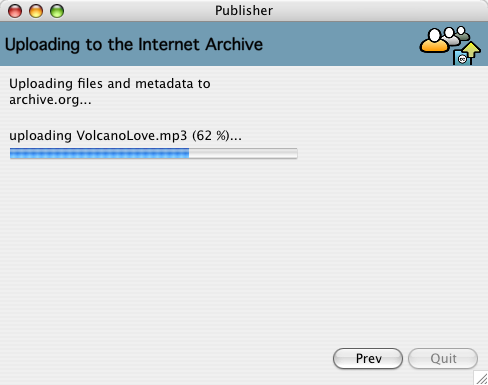 Publisher
Uploading to the Internet Archive
Uploading files and metadata to
archive.org...
uploading VolcanoLove.mp3 (62 %)...
Prev
Quit